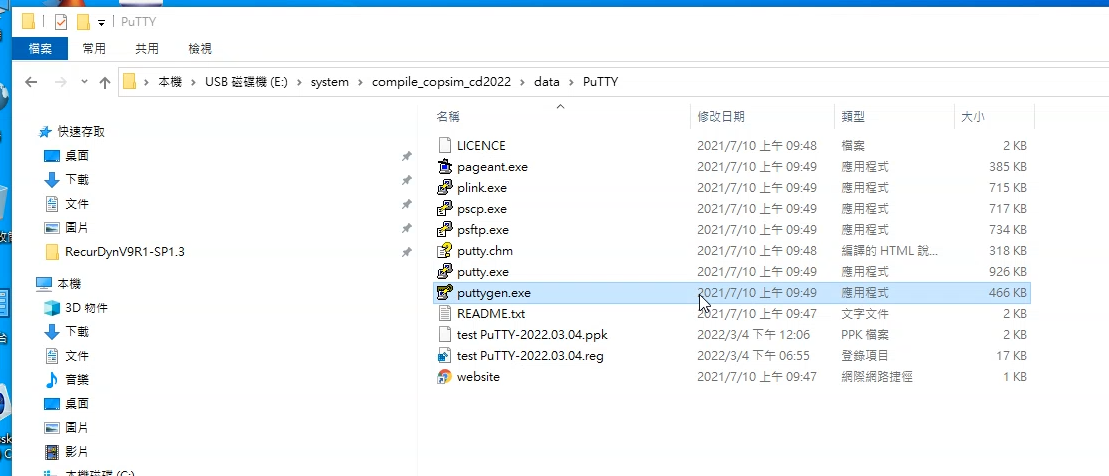 PuTTY
檔案 常用 共用 檢視
本機 USB 磁碟機 (E:) system compile_copsim_cd2022 data PuTTY
快速存取
桌面
下載
文件
圖片
RecurDynV9R1-SP1.3
本機
3D 物件
下載
文件
音樂
桌面
圖片
影片
本機磁碟 (C:)
名稱 修改日期 類型 大小
LICENCE 2021/7/10 上午 09:48 檔案 2 KB
pageant.exe 2021/7/10 上午 09:49 應用程式 385 KB
plink.exe 2021/7/10 上午 09:49 應用程式 715 KB
pscp.exe 2021/7/10 上午 09:49 應用程式 717 KB
psftp.exe 2021/7/10 上午 09:49 應用程式 734 KB
putty.chm 2021/7/10 上午 09:48 編譯的 HTML 說... 318 KB
putty.exe 2021/7/10 上午 09:49 應用程式 926 KB
puttygen.exe 2021/7/10 上午 09:49 應用程式 466 KB
README.txt 2021/7/10 上午 09:47 文字文件 2 KB
test PuTTY-2022.03.04.ppk 2022/3/4 下午 12:06 PPK 檔案 2 KB
test PuTTY-2022.03.04.reg 2022/3/4 下午 06:55 登錄項目 17 KB
website 2021/7/10 上午 09:47 網際網路捷徑 1 KB